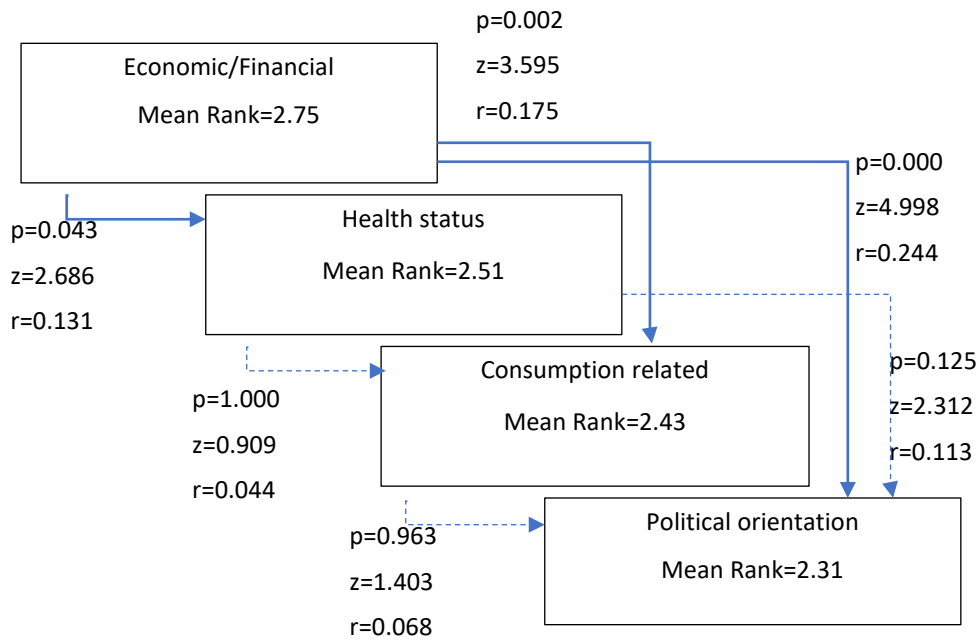 p=0.002
z=3.595
r=0.175
Economic/Financial
Mean Rank=2.75
p=0.000
z=4.998
r=0.244
Health status
Mean Rank=2.51
p=0.043
z=2.686
r=0.131
Consumption related
Mean Rank=2.43
p=0.125
z=2.312
r=0.113
p=1.000
z=0.909
r=0.044
Political orientation
Mean Rank=2.31
p=0.963
z=1.403
r=0.068